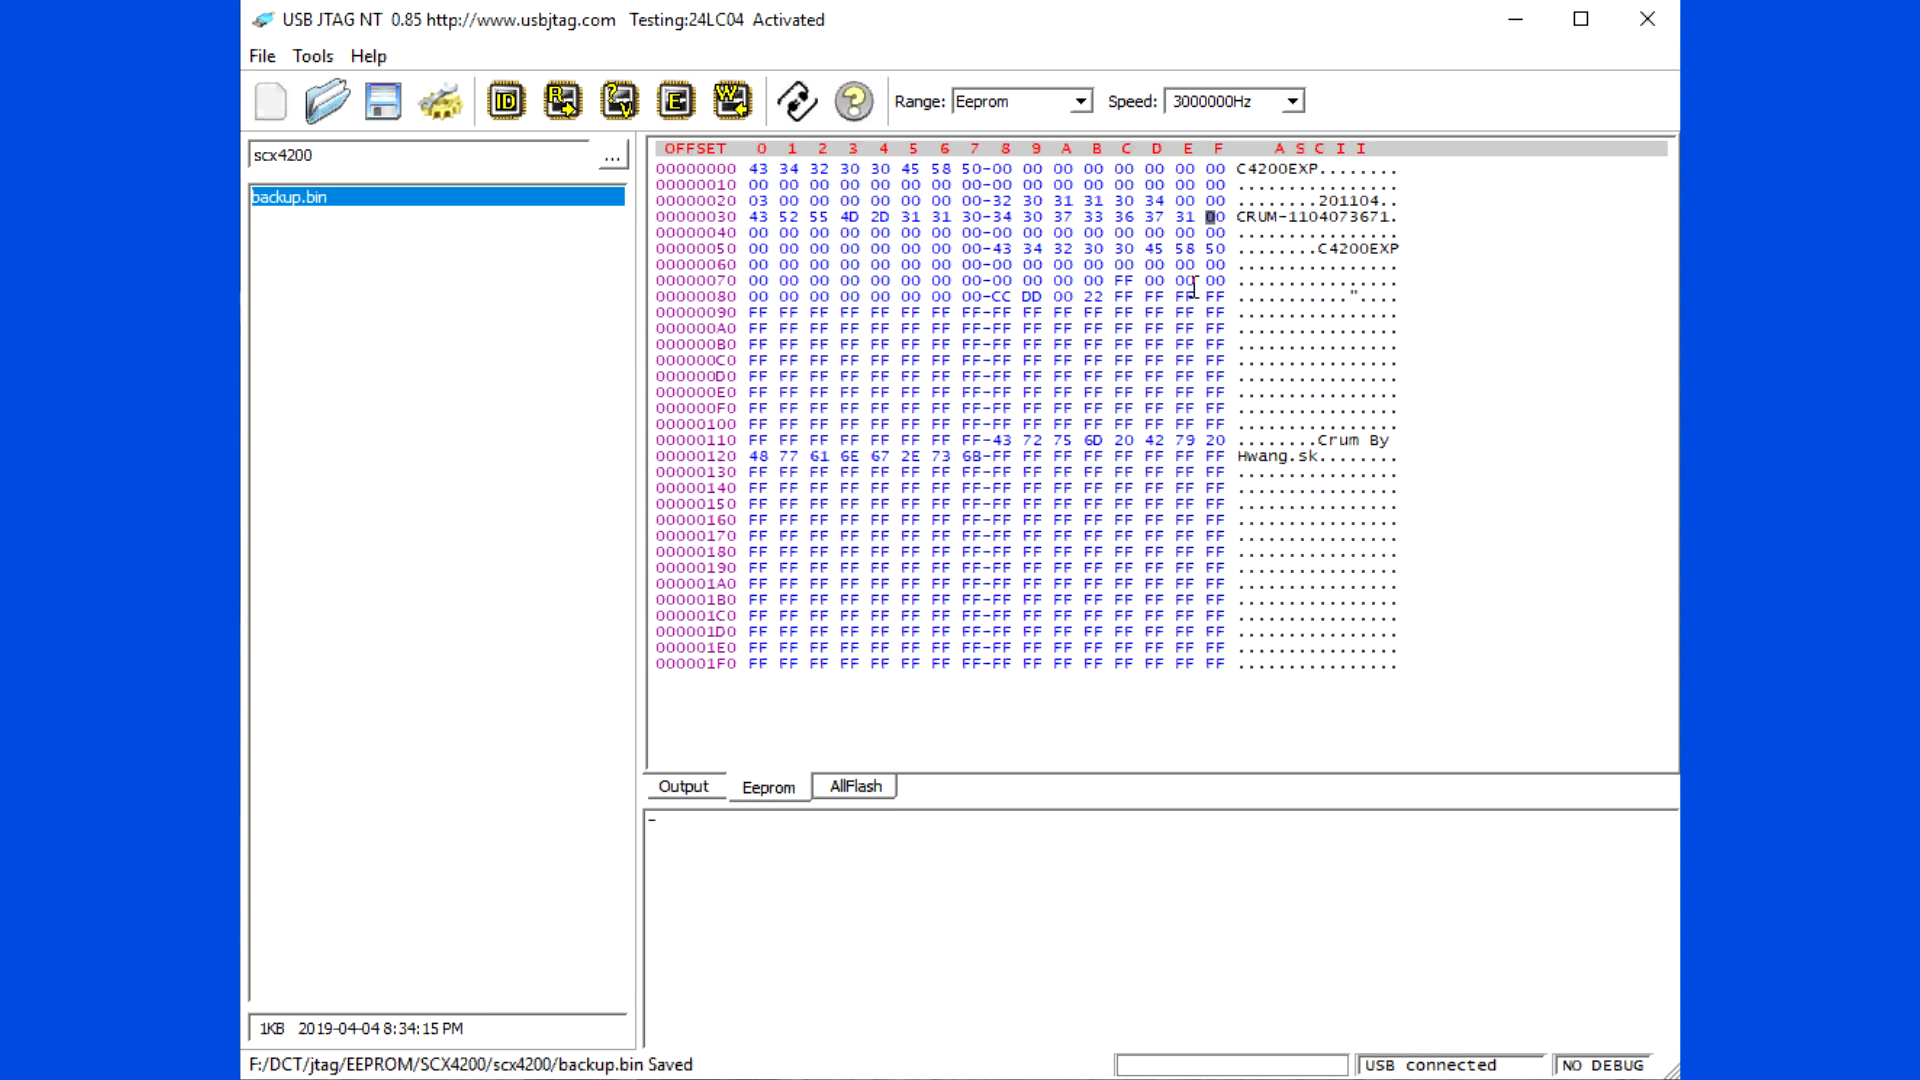 USB JTAG NT 0.85 http://www.usbjtag.com Testing:24LC04 Activated
File Tools Help
ID R ? V E W Range: Eeprom Speed: 3000000Hz
scx4200 ...
backup.bin
OFFSET 0 1 2 3 4 5 6 7 8 9 A B C D E F A S C I I
00000000 43 34 32 30 30 45 58 50-00 00 00 00 00 00 00 00 C4200EXP........
00000010 00 00 00 00 00 00 00 00-00 00 00 00 00 00 00 00 ................
00000020 03 00 00 00 00 00 00 00-32 30 31 31 30 34 00 00 ........201104..
00000030 43 52 55 4D 2D 31 31 30-34 30 37 33 36 37 31 00 CRUM-1104073671.
00000040 00 00 00 00 00 00 00 00-00 00 00 00 00 00 00 00 ................
00000050 00 00 00 00 00 00 00 00-43 34 32 30 30 45 58 50 ........C4200EXP
00000060 00 00 00 00 00 00 00 00-00 00 00 00 00 00 00 00 ................
00000070 00 00 00 00 00 00 00 00-00 00 00 00 FF 00 00 00 ................
00000080 00 00 00 00 00 00 00 00-CC DD 00 22 FF FF FF FF ..........."....
00000090 FF FF FF FF FF FF FF FF-FF FF FF FF FF FF FF FF ................
000000A0 FF FF FF FF FF FF FF FF-FF FF FF FF FF FF FF FF ................
000000B0 FF FF FF FF FF FF FF FF-FF FF FF FF FF FF FF FF ................
000000C0 FF FF FF FF FF FF FF FF-FF FF FF FF FF FF FF FF ................
000000D0 FF FF FF FF FF FF FF FF-FF FF FF FF FF FF FF FF ................
000000E0 FF FF FF FF FF FF FF FF-FF FF FF FF FF FF FF FF ................
000000F0 FF FF FF FF FF FF FF FF-FF FF FF FF FF FF FF FF ................
00000100 FF FF FF FF FF FF FF FF-FF FF FF FF FF FF FF FF ................
00000110 FF FF FF FF FF FF FF FF-43 72 75 6D 20 42 79 20 ........Crum By
00000120 48 77 61 6E 67 2E 73 6B-FF FF FF FF FF FF FF FF Hwang.sk........
00000130 FF FF FF FF FF FF FF FF-FF FF FF FF FF FF FF FF ................
00000140 FF FF FF FF FF FF FF FF-FF FF FF FF FF FF FF FF ................
00000150 FF FF FF FF FF FF FF FF-FF FF FF FF FF FF FF FF ................
00000160 FF FF FF FF FF FF FF FF-FF FF FF FF FF FF FF FF ................
00000170 FF FF FF FF FF FF FF FF-FF FF FF FF FF FF FF FF ................
00000180 FF FF FF FF FF FF FF FF-FF FF FF FF FF FF FF FF ................
00000190 FF FF FF FF FF FF FF FF-FF FF FF FF FF FF FF FF ................
000001A0 FF FF FF FF FF FF FF FF-FF FF FF FF FF FF FF FF ................
000001B0 FF FF FF FF FF FF FF FF-FF FF FF FF FF FF FF FF ................
000001C0 FF FF FF FF FF FF FF FF-FF FF FF FF FF FF FF FF ................
000001D0 FF FF FF FF FF FF FF FF-FF FF FF FF FF FF FF FF ................
000001E0 FF FF FF FF FF FF FF FF-FF FF FF FF FF FF FF FF ................
000001F0 FF FF FF FF FF FF FF FF-FF FF FF FF FF FF FF FF ................
Output Eeprom AllFlash
1KB 2019-04-04 8:34:15 PM
F:/DCT/jtag/EEPROM/SCX4200/scx4200/backup.bin Saved USB connected NO DEBUG